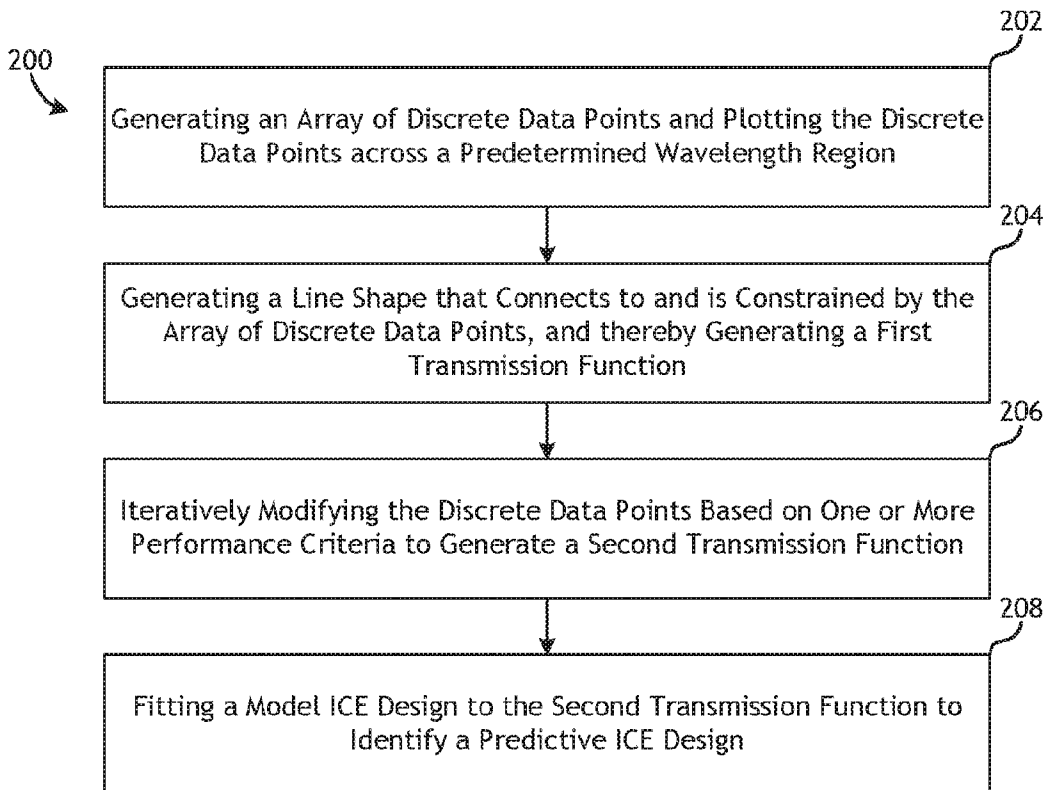 200
202
Generating an Array of Discrete Data Points and Plotting the Discrete
Data Points across a Predetermined Wavelength Region
204
Generating a Line Shape that Connects to and is Constrained by the
Array of Discrete Data Points, and thereby Generating a First
Transmission Function
206
Iteratively Modifying the Discrete Data Points Based on One or More
Performance Criteria to Generate a Second Transmission Function
208
Fitting a Model ICE Design to the Second Transmission Function to
Identify a Predictive ICE Design